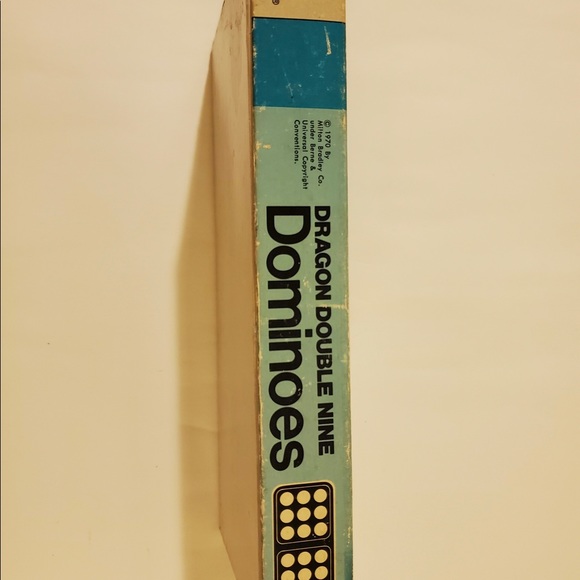 ®
© 1970 By
Milton Bradley Co.
under Berne &
Universal Copyright
Conventions.
DRAGON DOUBLE NINE
Dominoes